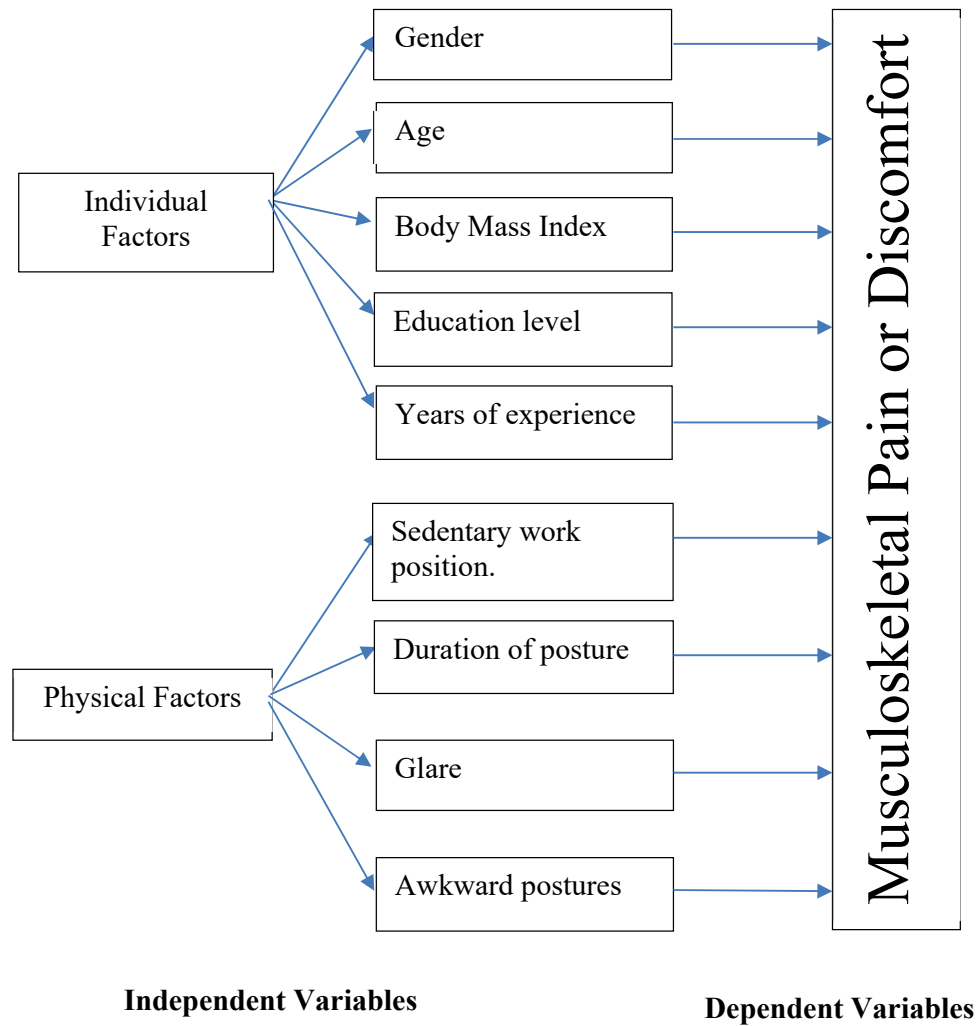 Gender
Age
Individual
Factors
Body Mass Index
Education level
Years of experience
Sedentary work
position.
Duration of posture
Physical Factors
Glare
Awkward postures
Musculoskeletal Pain or Discomfort
Independent Variables
Dependent Variables